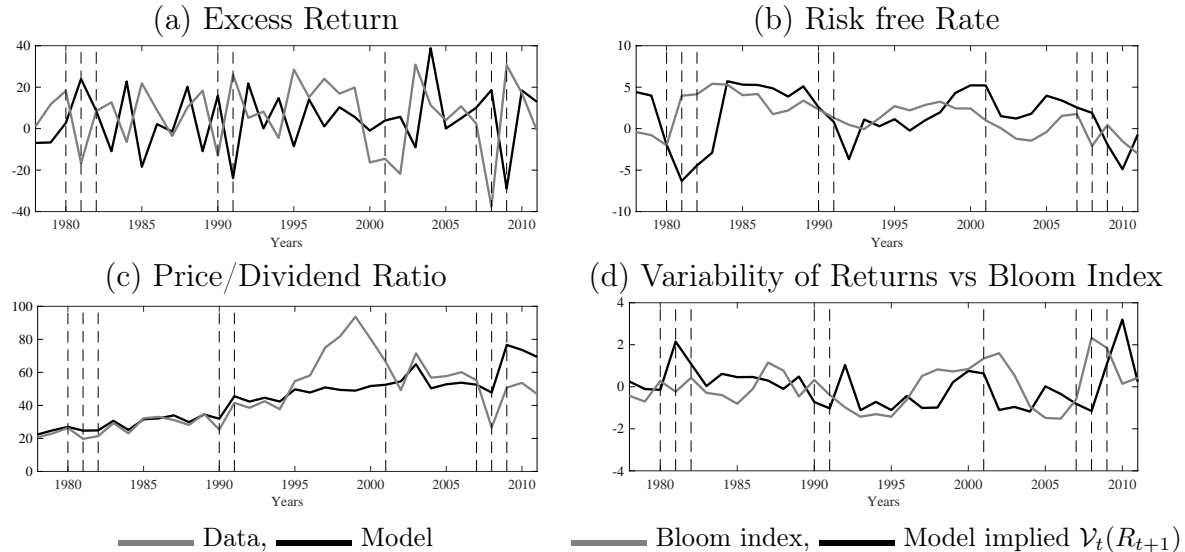 (a) Excess Return
(b) Risk free Rate
40
20
0
-20
-40
1980 1985 1990 1995 2000 2005 2010
Years
10
5
0
-5
-10
1980 1985 1990 1995 2000 2005 2010
Years
(c) Price/Dividend Ratio
(d) Variability of Returns vs Bloom Index
100
80
60
40
20
0
1980 1985 1990 1995 2000 2005 2010
Years
4
2
0
-2
-4
1980 1985 1990 1995 2000 2005 2010
Years
Data, Model
Bloom index, Model implied 𝒱ₜ(Rₜ₊₁)